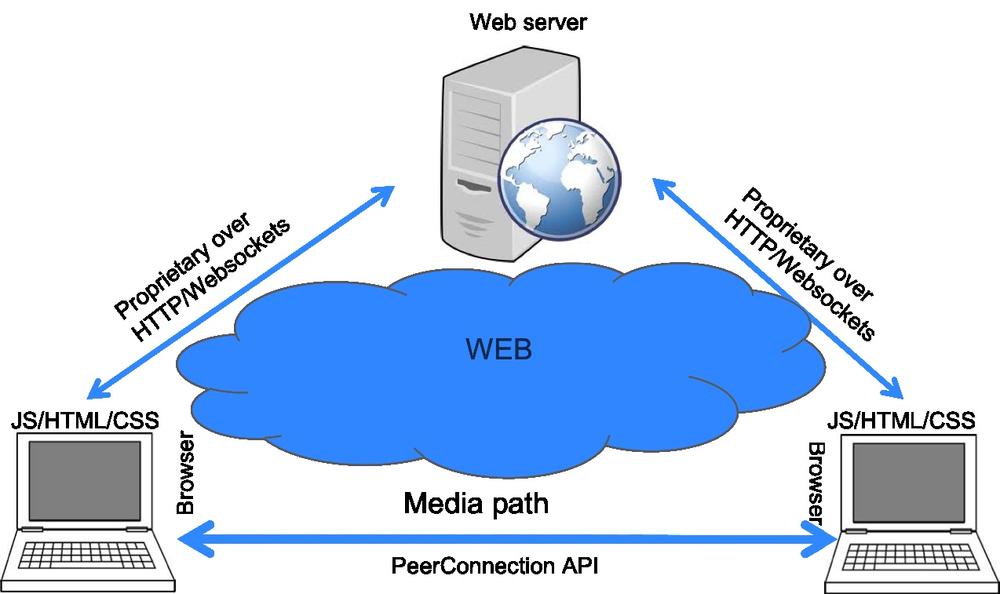 Web server
Proprietary over
HTTP/Websockets
Proprietary over
HTTP/Websockets
WEB
JS/HTML/CSS
JS/HTML/CSS
Browser
Browser
Media path
PeerConnection API